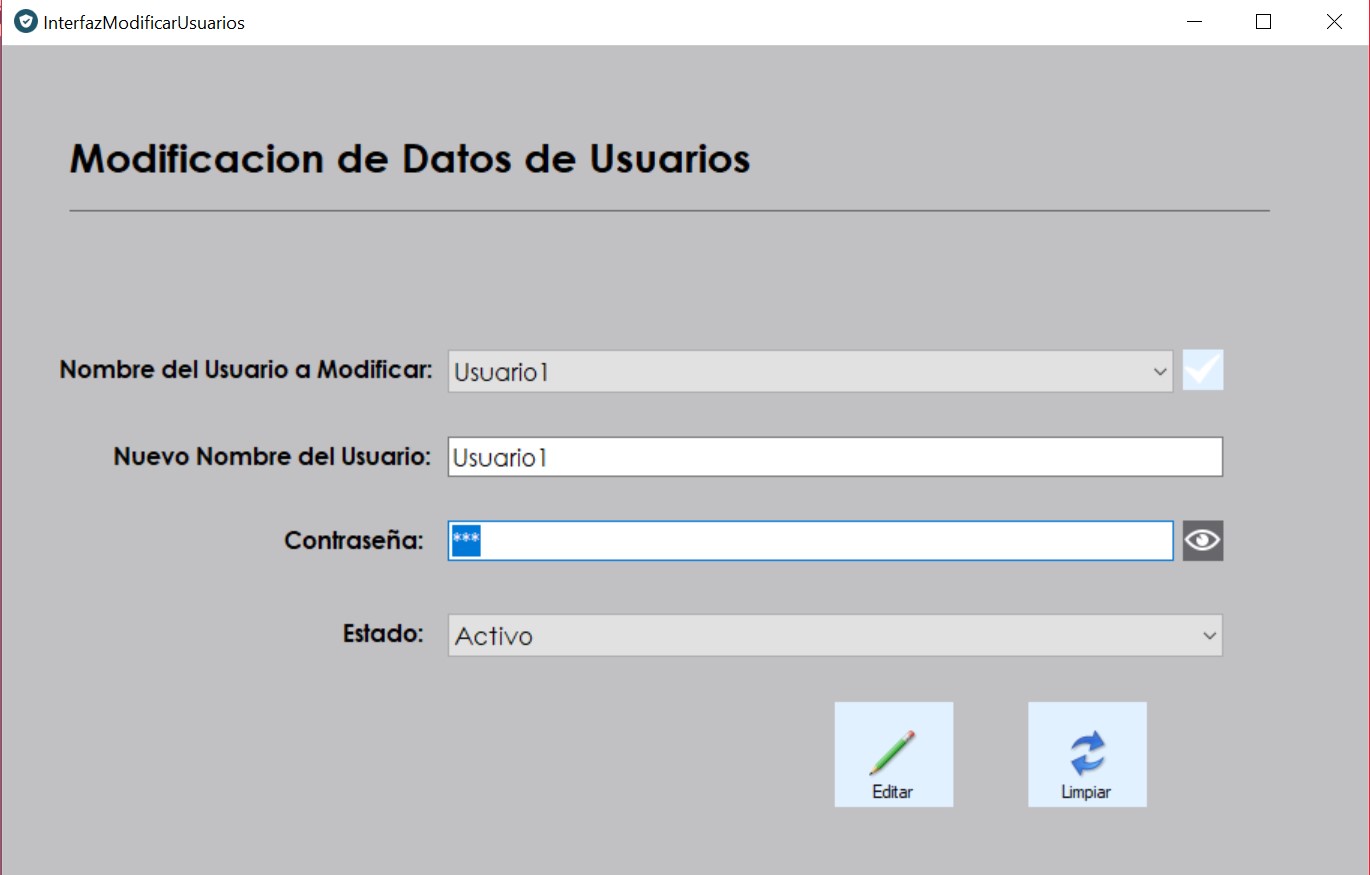 InterfazModificarUsuarios
Modificacion de Datos de Usuarios
Nombre del Usuario a Modificar: Usuario1
Nuevo Nombre del Usuario: Usuario1
Contraseña: ***
Estado: Activo
Editar Limpiar